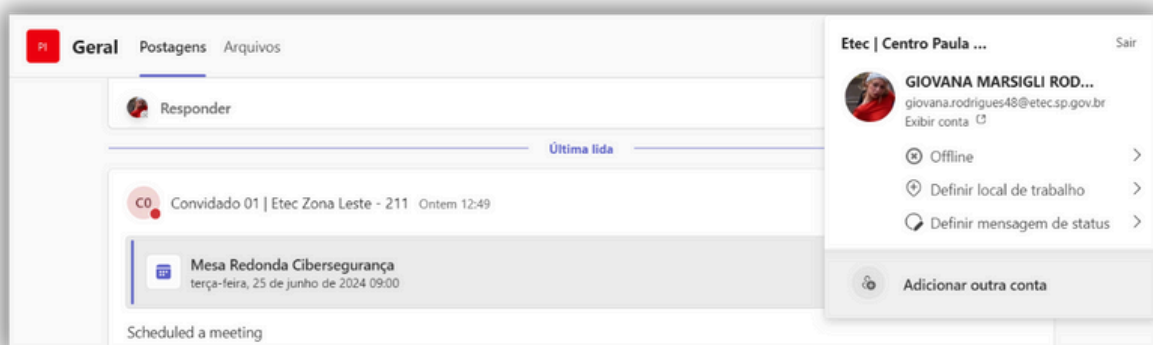 PI Geral Postagens Arquivos
Responder
Última lida
C0 Convidado 01 | Etec Zona Leste - 211 Ontem 12:49
Mesa Redonda Cibersegurança
terça-feira, 25 de junho de 2024 09:00
Scheduled a meeting
Etec | Centro Paula ... Sair
GIOVANA MARSIGLI ROD...
giovana.rodrigues48@etec.sp.gov.br
Exibir conta
Offline
Definir local de trabalho
Definir mensagem de status
Adicionar outra conta